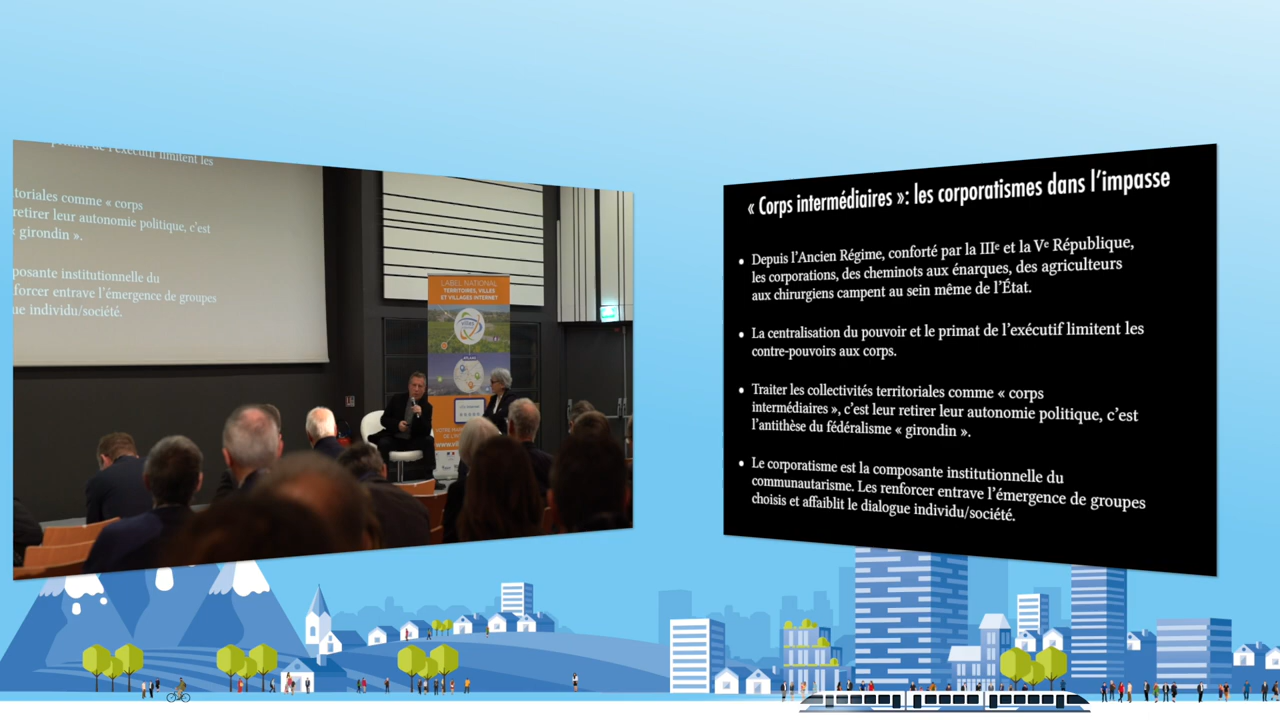 primat de l'exécutif limitent les
toriales comme « corps
retirer leur autonomie politique, c'est
girondin ».
posante institutionnelle du
forcer entrave l'émergence de groupes
ue individu/société.
LABEL NATIONAL
TERRITOIRES, VILLES
ET VILLAGES INTERNET
« Corps intermédiaires »: les corporatismes dans l'impasse
• Depuis l'Ancien Régime, conforté par la IIIe et la Ve République,
les corporations, des cheminots aux énarques, des agriculteurs
aux chirurgiens campent au sein même de l'État.
• La centralisation du pouvoir et le primat de l'exécutif limitent les
contre-pouvoirs aux corps.
• Traiter les collectivités territoriales comme « corps
intermédiaires », c'est leur retirer leur autonomie politique, c'est
l'antithèse du fédéralisme « girondin ».
• Le corporatisme est la composante institutionnelle du
communautarisme. Les renforcer entrave l'émergence de groupes
choisis et affaiblit le dialogue individu/société.